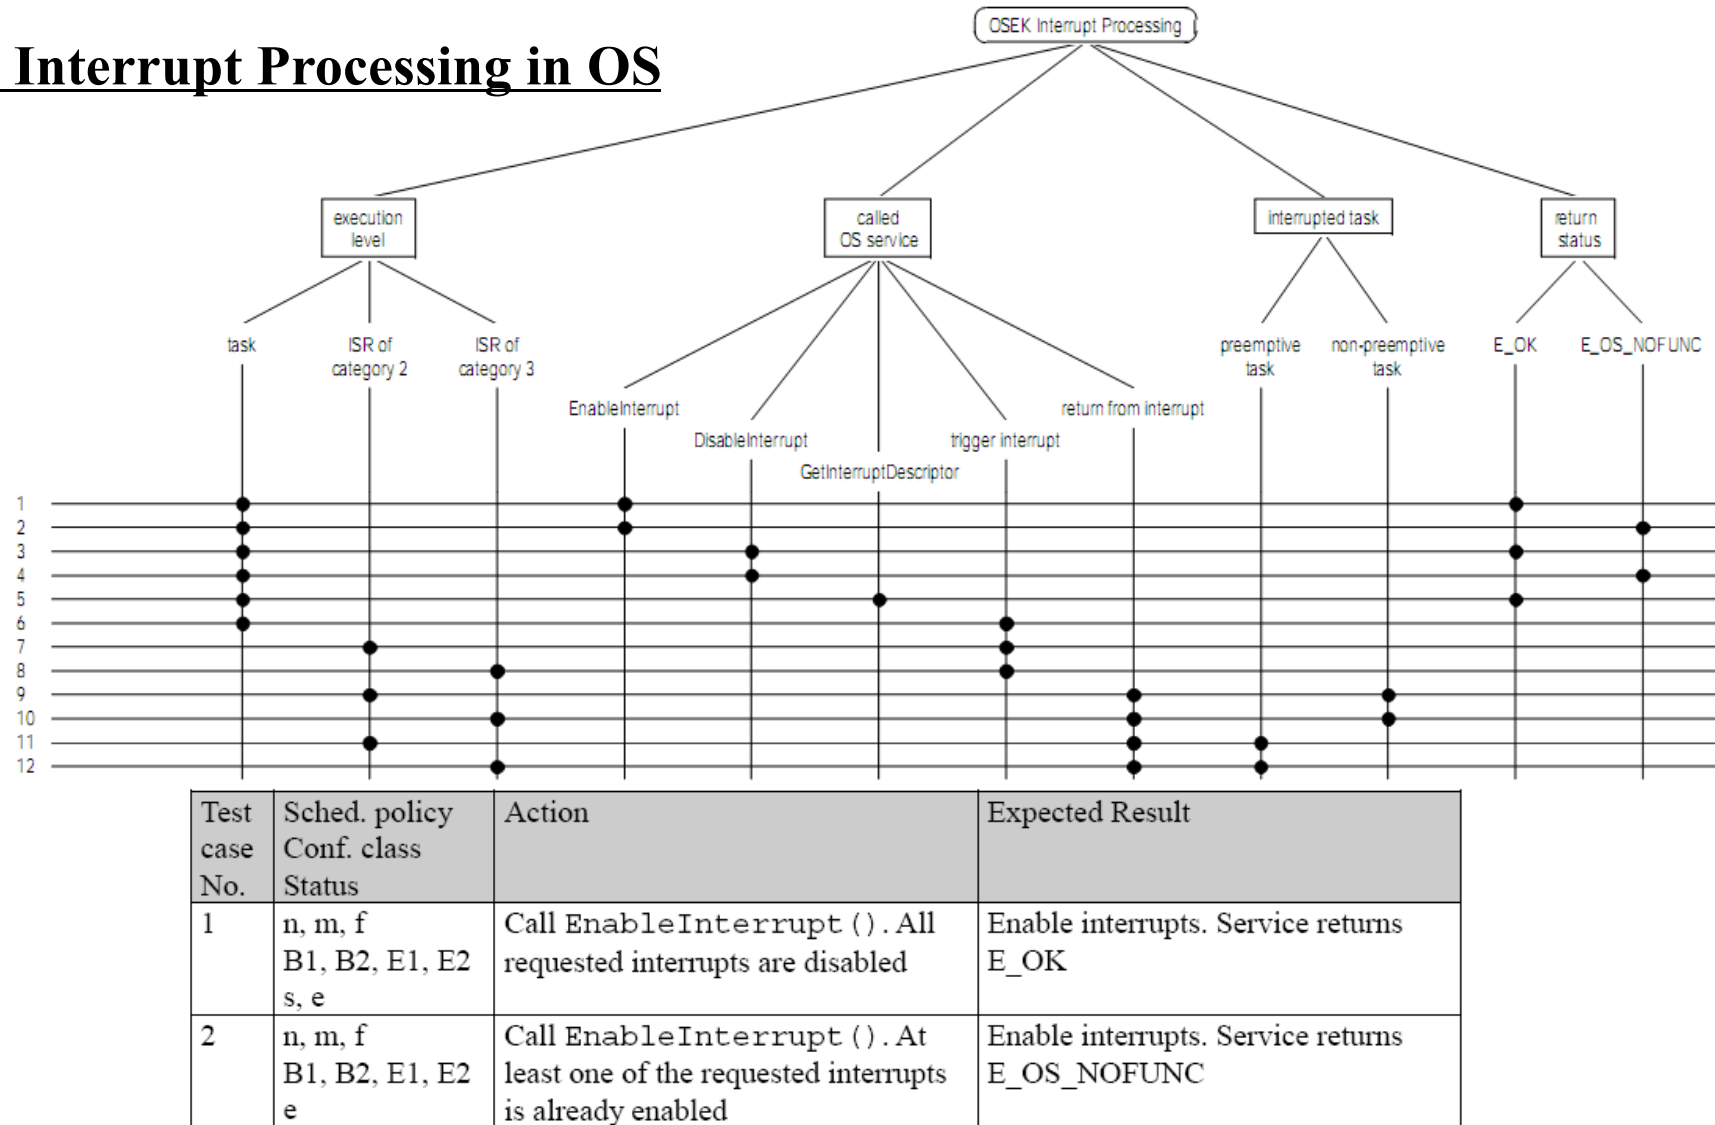 OSEK Interrupt Processing
Interrupt Processing in OS
execution
level
called
OS service
interrupted task
return
status
task
ISR of
category 2
ISR of
category 3
preemptive
task
non-preemptive
task
E_OK
E_OS_NOFUNC
EnableInterrupt
return from interrupt
DisableInterrupt
trigger interrupt
GetInterruptDescriptor
1
2
3
4
5
6
7
8
9
10
11
12
Test
case
No.
Sched. policy
Conf. class
Status
Action
Expected Result
1
n, m, f
B1, B2, E1, E2
s, e
Call EnableInterrupt(). All
requested interrupts are disabled
Enable interrupts. Service returns
E_OK
2
n, m, f
B1, B2, E1, E2
e
Call EnableInterrupt(). At
least one of the requested interrupts
is already enabled
Enable interrupts. Service returns
E_OS_NOFUNC